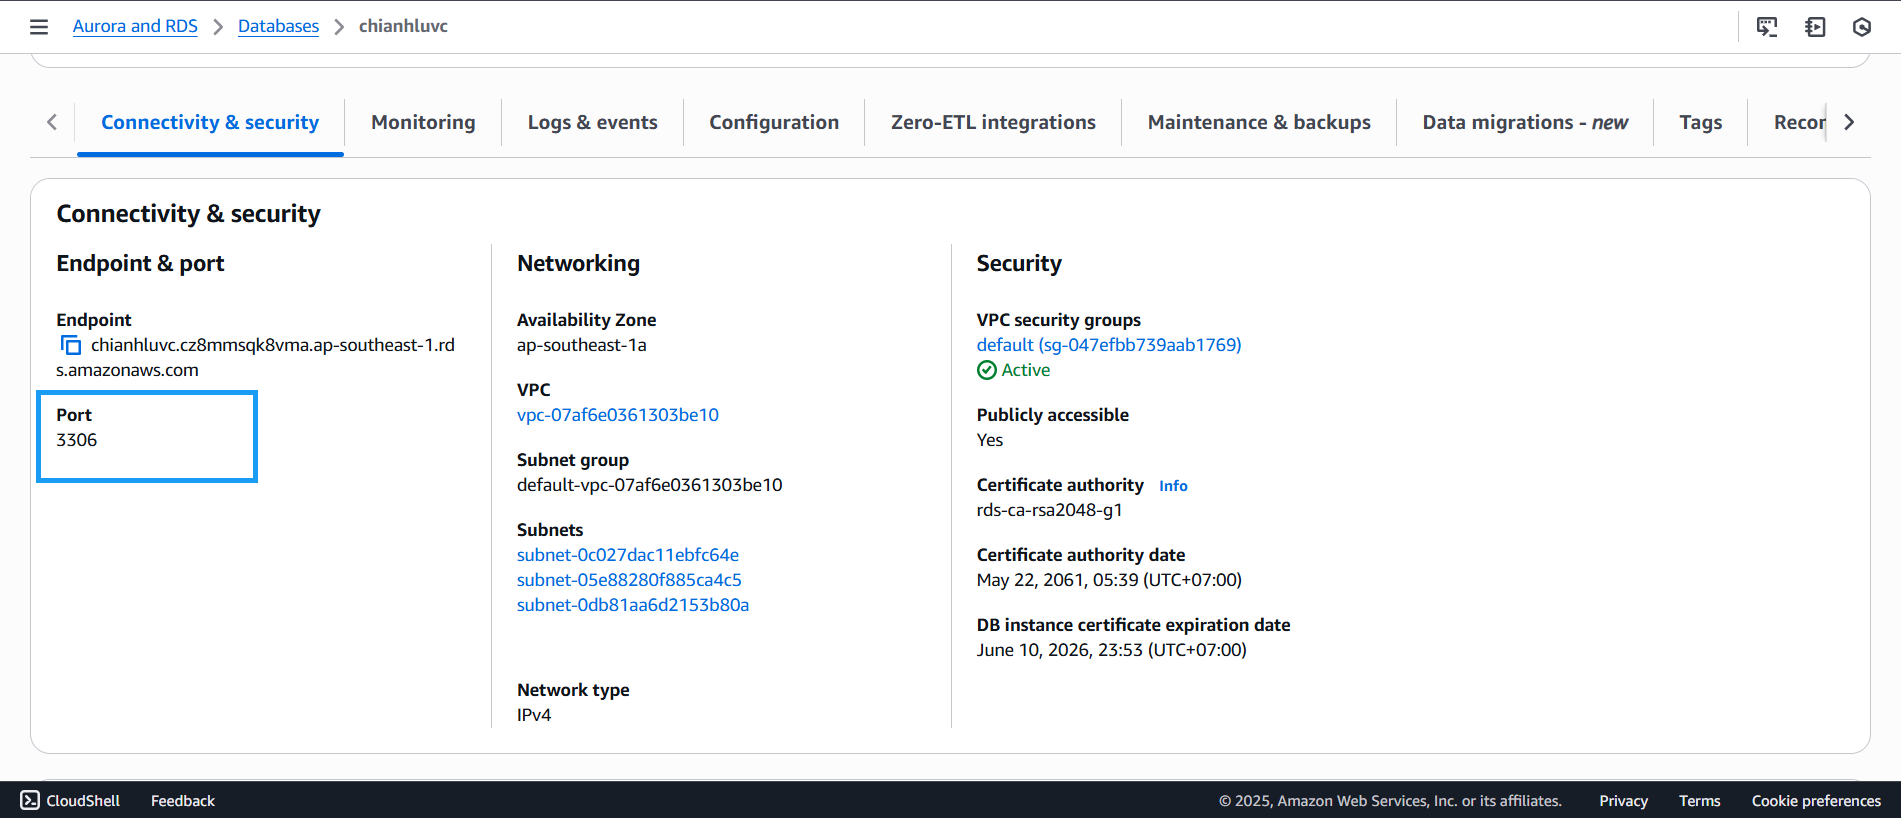 Aurora and RDS > Databases > chianhluvc
Connectivity & security
Monitoring
Logs & events
Configuration
Zero-ETL integrations
Maintenance & backups
Data migrations - new
Tags
Recor
Connectivity & security
Endpoint & port
Endpoint
chianhluvc.cz8mmsqk8vma.ap-southeast-1.rd
s.amazonaws.com
Port
3306
Networking
Availability Zone
ap-southeast-1a
VPC
vpc-07af6e0361303be10
Subnet group
default-vpc-07af6e0361303be10
Subnets
subnet-0c027dac11ebfc64e
subnet-05e88280f885ca4c5
subnet-0db81aa6d2153b80a
Network type
IPv4
Security
VPC security groups
default (sg-047efbb739aab1769)
Active
Publicly accessible
Yes
Certificate authority Info
rds-ca-rsa2048-g1
Certificate authority date
May 22, 2061, 05:39 (UTC+07:00)
DB instance certificate expiration date
June 10, 2026, 23:53 (UTC+07:00)
CloudShell
Feedback
© 2025, Amazon Web Services, Inc. or its affiliates.
Privacy
Terms
Cookie preferences